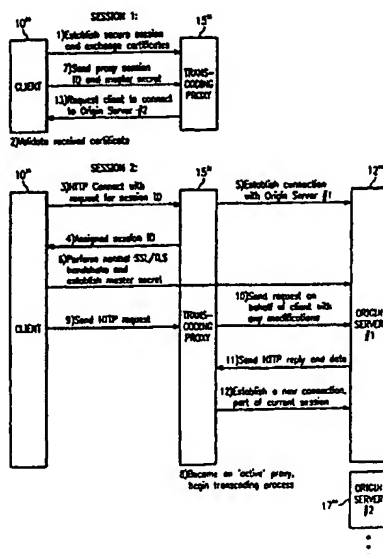 SESSION 1:
10"
15"
1)Establish secure session
and exchange certificates
7)Send proxy session
ID and master secret
13)Request client to connect
to Origin Server #2
CLIENT
TRANS-
CODING
PROXY
2)Validate received certificate
SESSION 2:
10"
15"
12"
3)HTTP Connect with
request for session ID
5)Establish connection
with Origin Server #1
4)Assigned session ID
6)Perform normal SSL/TLS
handshake and
establish master secret
10)Send request on
behalf of client with
any modifications
9)Send HTTP request
CLIENT
TRANS-
CODING
PROXY
ORIGIN
SERVER
#1
11)Send HTTP reply and data
12)Establish a new connection,
part of current session
8)Become an 'active' proxy,
begin transcoding process
17"
ORIGIN
SERVER
#2